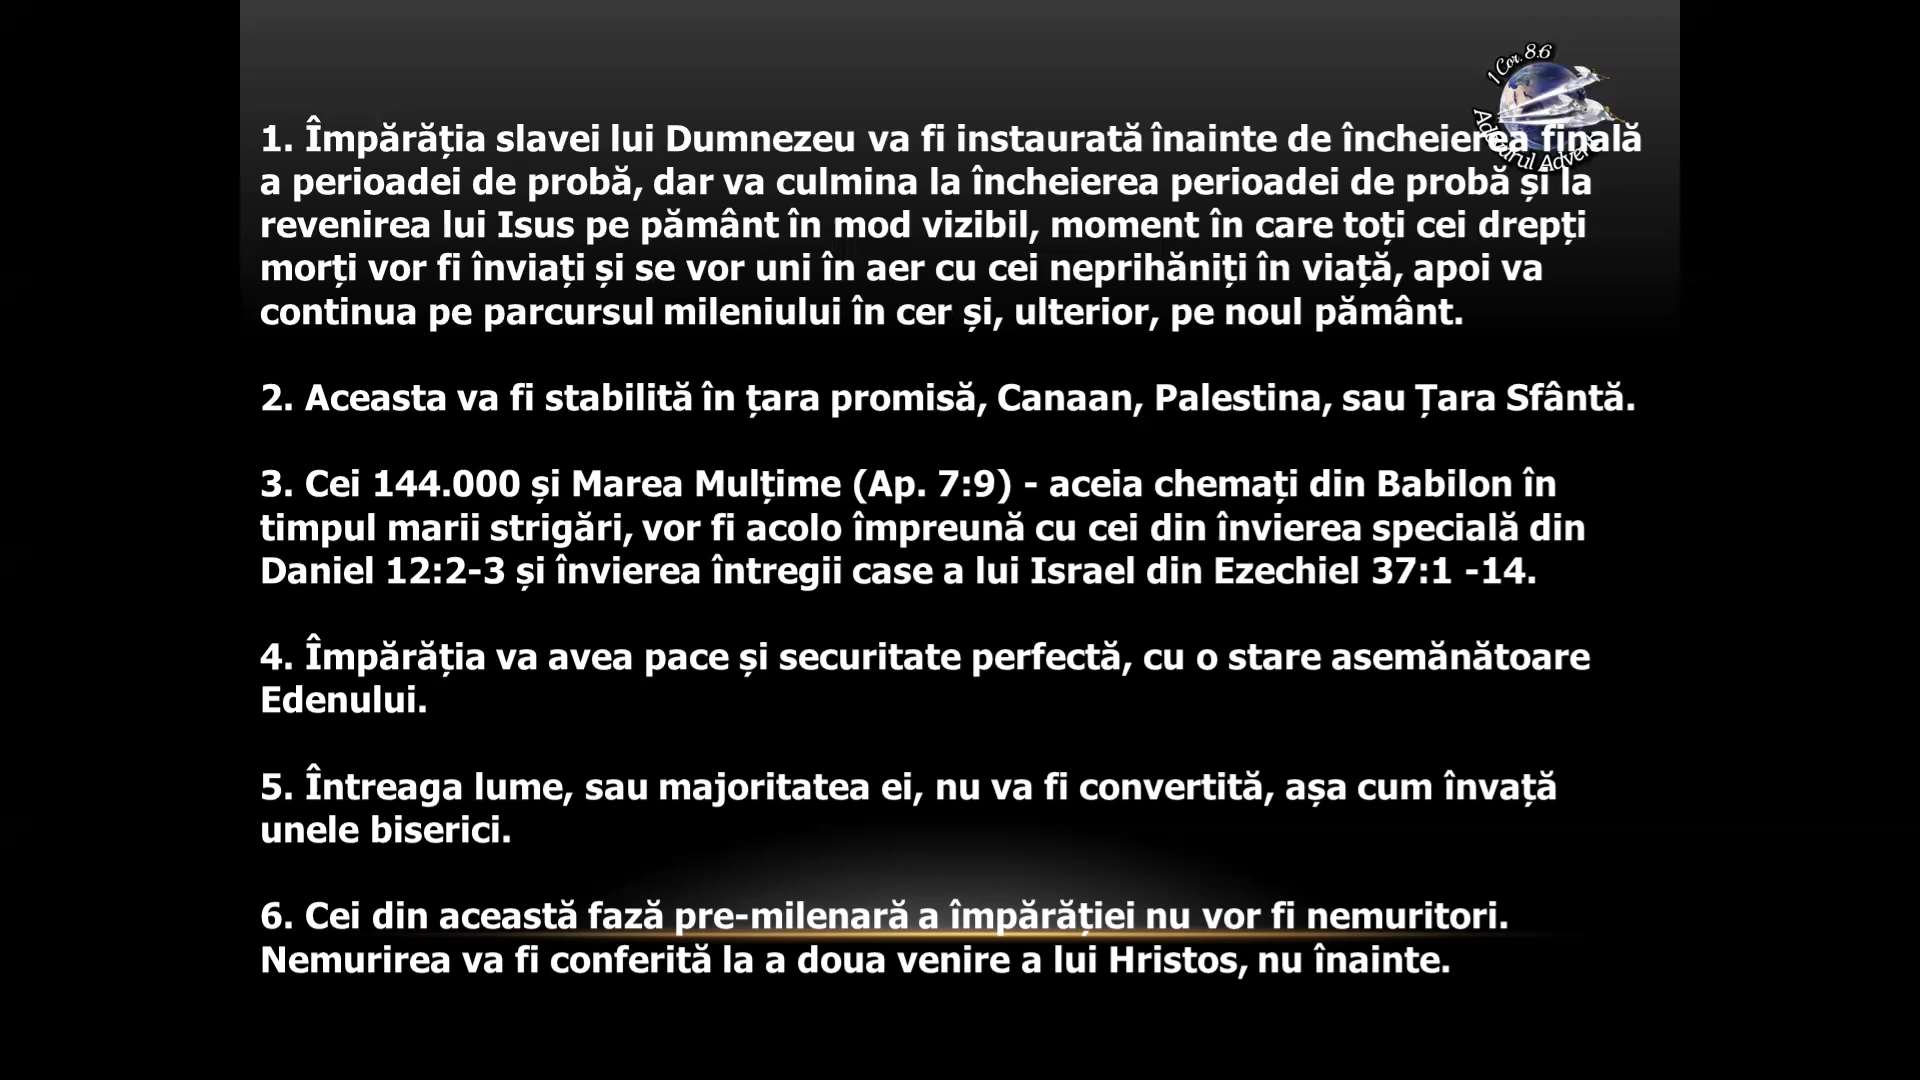 1 Cor. 8:6
1. Împărăția slavei lui Dumnezeu va fi instaurată înainte de încheierea finală
a perioadei de probă, dar va culmina la încheierea perioadei de probă și la
revenirea lui Isus pe pământ în mod vizibil, moment în care toți cei drepți
morți vor fi înviați și se vor uni în aer cu cei neprihăniți în viață, apoi va
continua pe parcursul mileniului în cer și, ulterior, pe noul pământ.
2. Aceasta va fi stabilită în țara promisă, Canaan, Palestina, sau Țara Sfântă.
3. Cei 144.000 și Marea Mulțime (Ap. 7:9) - aceia chemați din Babilon în
timpul marii strigări, vor fi acolo împreună cu cei din învierea specială din
Daniel 12:2-3 și învierea întregii case a lui Israel din Ezechiel 37:1 -14.
4. Împărăția va avea pace și securitate perfectă, cu o stare asemănătoare
Edenului.
5. Întreaga lume, sau majoritatea ei, nu va fi convertită, așa cum învață
unele biserici.
6. Cei din această fază pre-milenară a împărăției nu vor fi nemuritori.
Nemurirea va fi conferită la a doua venire a lui Hristos, nu înainte.